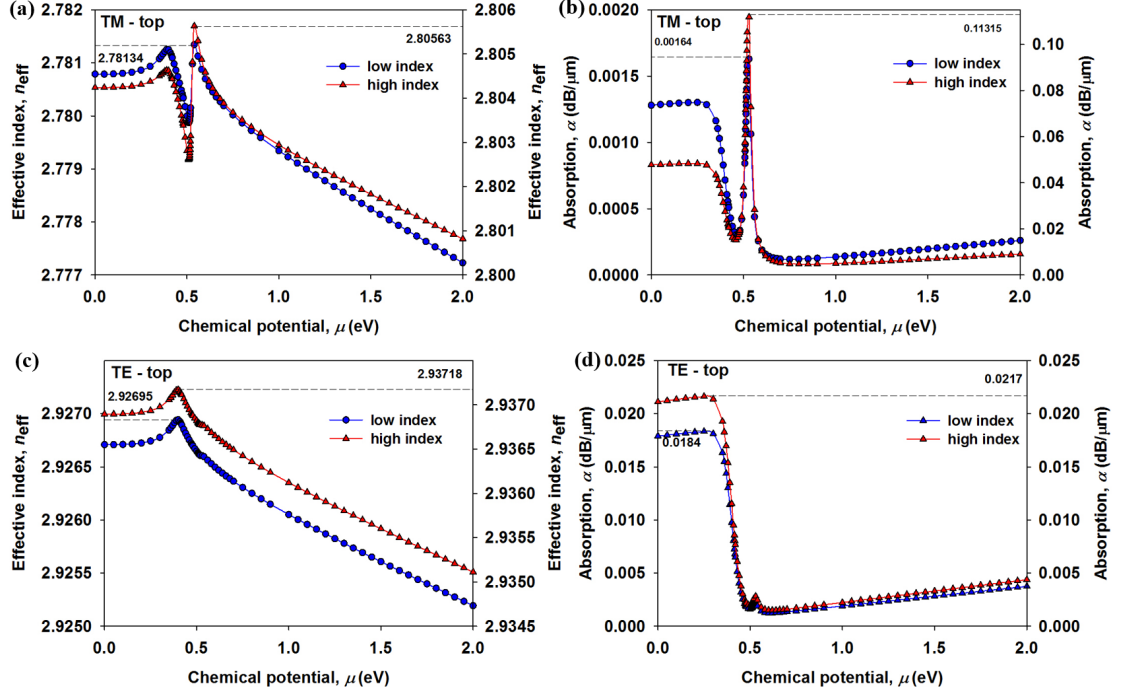 (a)
TM - top
2.78134
2.80563
low index
high index
2.782
2.781
2.780
2.779
2.778
2.777
2.806
2.805
2.804
2.803
2.802
2.801
2.800
Effective index, neff
Effective index, neff
0.0
0.5
1.0
1.5
2.0
Chemical potential, μ (eV)
(b)
TM - top
0.00164
0.11315
low index
high index
0.0020
0.0015
0.0010
0.0005
0.0000
0.10
0.08
0.06
0.04
0.02
0.00
Absorption, α (dB/μm)
Absorption, α (dB/μm)
0.0
0.5
1.0
1.5
2.0
Chemical potential, μ (eV)
(c)
TE - top
2.92695
2.93718
low index
high index
2.9270
2.9265
2.9260
2.9255
2.9250
2.9370
2.9365
2.9360
2.9355
2.9350
2.9345
Effective index, neff
Effective index, neff
0.0
0.5
1.0
1.5
2.0
Chemical potential, μ (eV)
(d)
TE - top
0.0184
0.0217
low index
high index
0.025
0.020
0.015
0.010
0.005
0.000
0.025
0.020
0.015
0.010
0.005
0.000
Absorption, α (dB/μm)
Absorption, α (dB/μm)
0.0
0.5
1.0
1.5
2.0
Chemical potential, μ (eV)